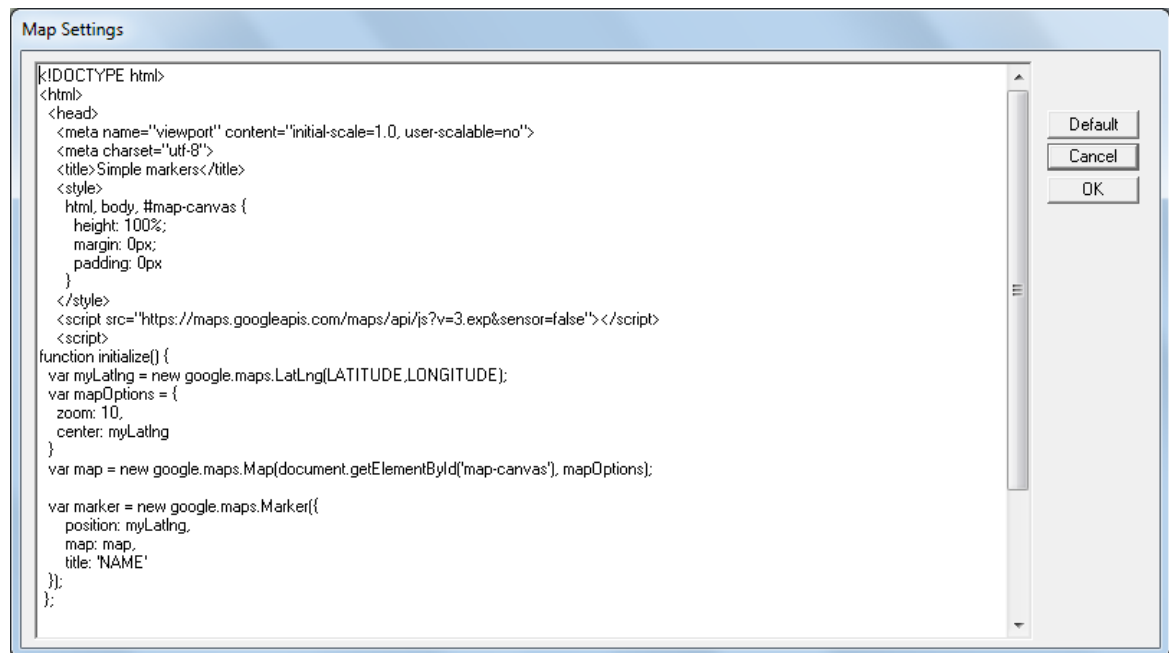 Map Settings
<!DOCTYPE html>
<html>
<head>
<meta name="viewport" content="initial-scale=1.0, user-scalable=no">
<meta charset="utf-8">
<title>Simple markers</title>
<style>
html, body, #map-canvas {
height: 100%;
margin: 0px;
padding: 0px
}
</style>
<script src="https://maps.googleapis.com/maps/api/js?v=3.exp&sensor=false"></script>
<script>
function initialize() {
var myLatlng = new google.maps.LatLng(LATITUDE,LONGITUDE);
var mapOptions = {
zoom: 10,
center: myLatlng
}
var map = new google.maps.Map(document.getElementById('map-canvas'), mapOptions);
var marker = new google.maps.Marker({
position: myLatlng,
map: map,
title: 'NAME'
});
};
Default
Cancel
OK